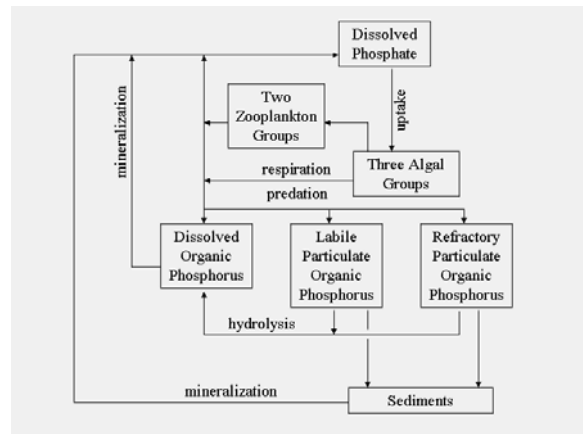 Dissolved
Phosphate
Two
Zooplankton
Groups
uptake
mineralization
respiration
Three Algal
Groups
predation
Dissolved
Organic
Phosphorus
Labile
Particulate
Organic
Phosphorus
Refractory
Particulate
Organic
Phosphorus
hydrolysis
mineralization
Sediments